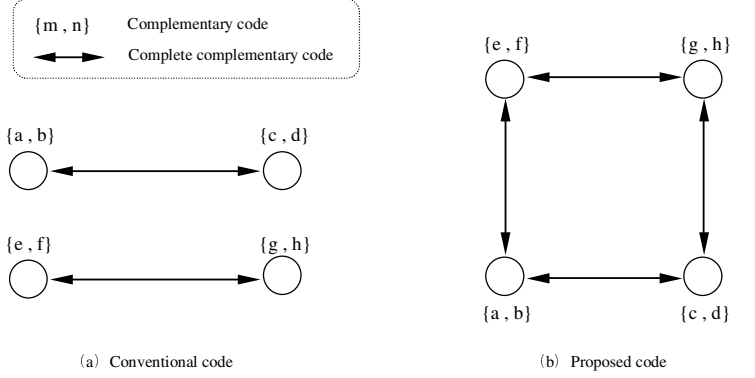 {m , n} Complementary code
Complete complementary code
{a , b} {c , d}
{e , f} {g , h}
(a) Conventional code
{e , f} {g , h}
{a , b} {c , d}
(b) Proposed code